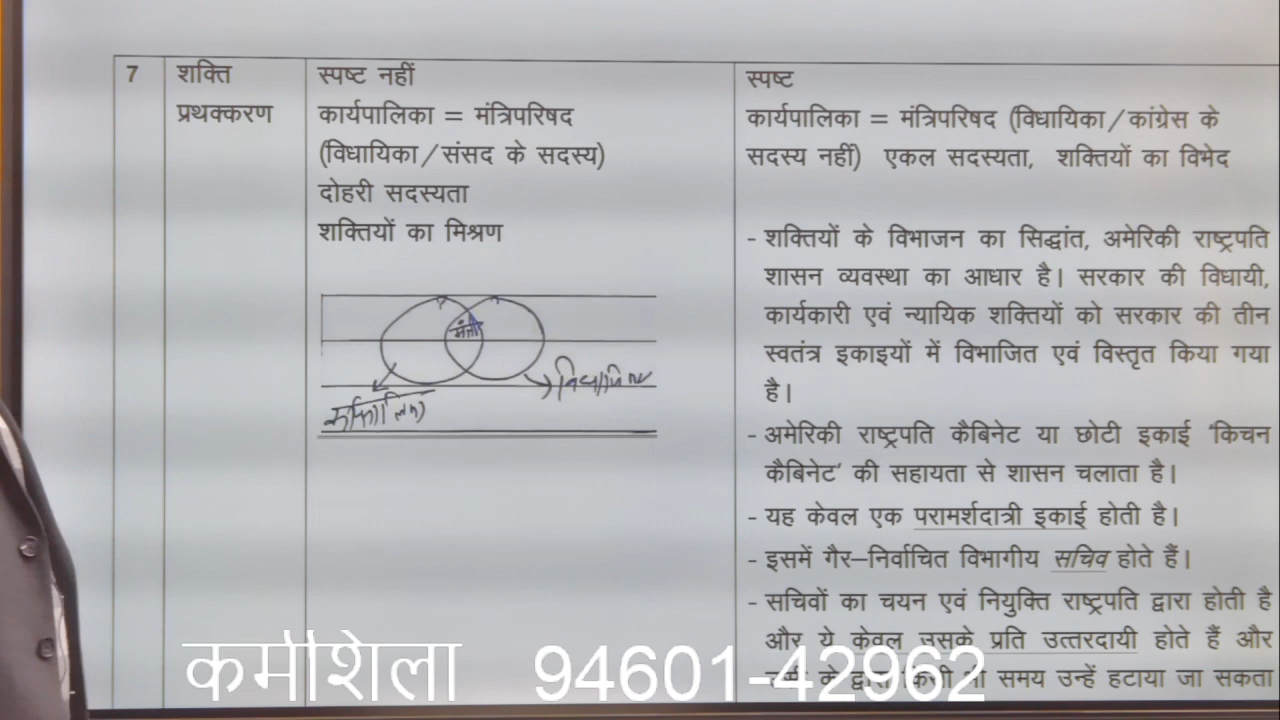 7
शक्ति
प्रथक्करण
स्पष्ट नहीं
कार्यपालिका = मंत्रिपरिषद
(विधायिका/संसद के सदस्य)
दोहरी सदस्यता
शक्तियों का मिश्रण
मंत्री
स्पष्ट
कार्यपालिका = मंत्रिपरिषद (विधायिका/कांग्रेस के
सदस्य नहीं) एकल सदस्यता, शक्तियों का विभेद
- शक्तियों के विभाजन का सिद्धांत, अमेरिकी राष्ट्रपति
शासन व्यवस्था का आधार है। सरकार की विधायी,
कार्यकारी एवं न्यायिक शक्तियों को सरकार की तीन
स्वतंत्र इकाइयों में विभाजित एवं विस्तृत किया गया
है।
- अमेरिकी राष्ट्रपति कैबिनेट या छोटी इकाई 'किचन
कैबिनेट' की सहायता से शासन चलाता है।
- यह केवल एक परामर्शदात्री इकाई होती है।
- इसमें गैर–निर्वाचित विभागीय सचिव होते हैं।
- सचिवों का चयन एवं नियुक्ति राष्ट्रपति द्वारा होती है
और ये केवल उसके प्रति उत्तरदायी होते हैं और
के द्वारा किसी भी समय उन्हें हटाया जा सकता
कर्मशिला 94601-42962